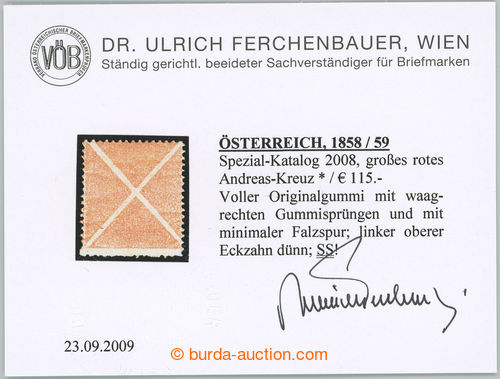 DR. ULRICH FERCHENBAUER, WIEN
Ständig gerichtl. beeideter Sachverständiger für Briefmarken
VÖB
ÖSTERREICH, 1858 / 59
Spezial-Katalog 2008, großes rotes
Andreas-Kreuz * / € 115.-
Voller Originalgummi mit waag-
rechten Gummisprüngen und mit
minimaler Falzspur; linker oberer
Eckzahn dünn; SS!
23.09.2009
© burda-auction.com